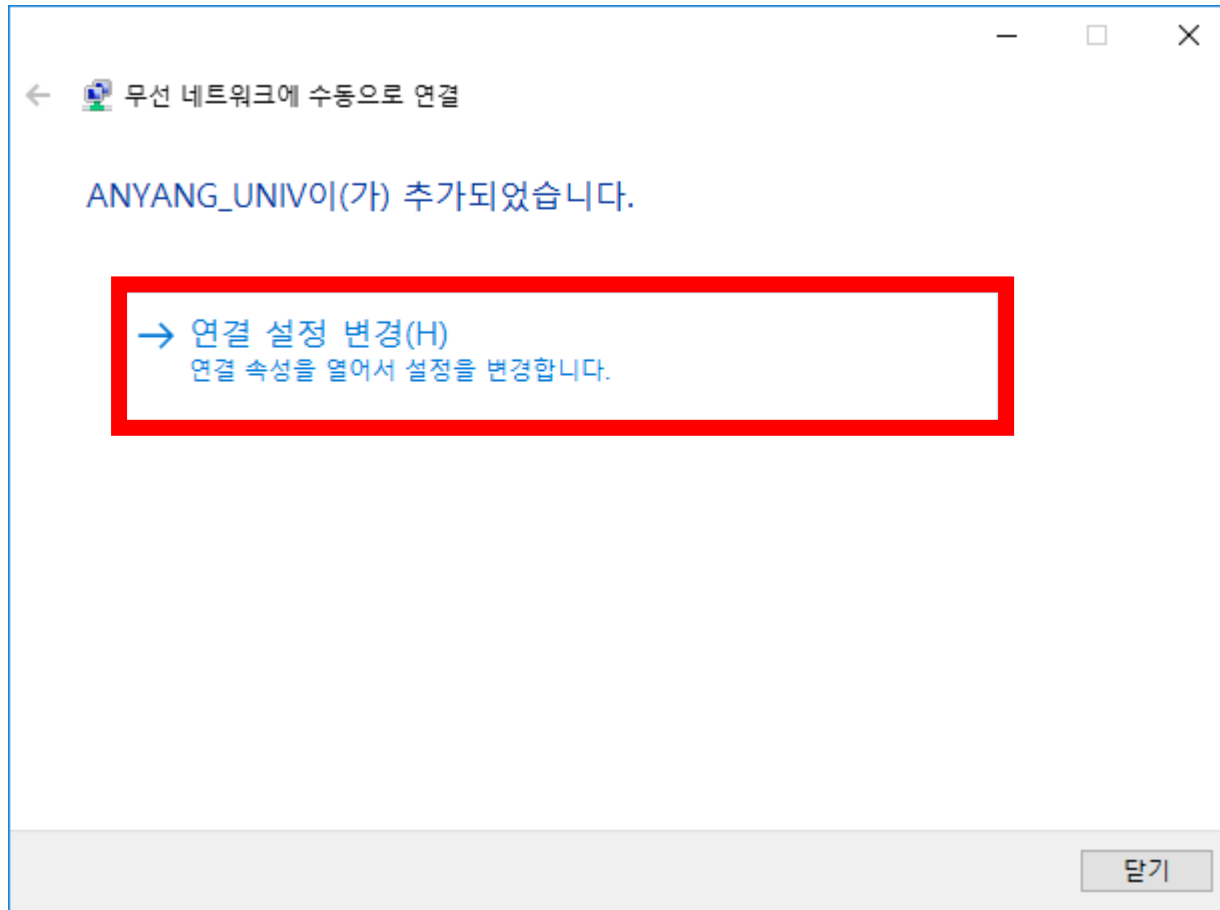 무선 네트워크에 수동으로 연결
ANYANG_UNIV이(가) 추가되었습니다.
→ 연결 설정 변경(H)
연결 속성을 열어서 설정을 변경합니다.
닫기